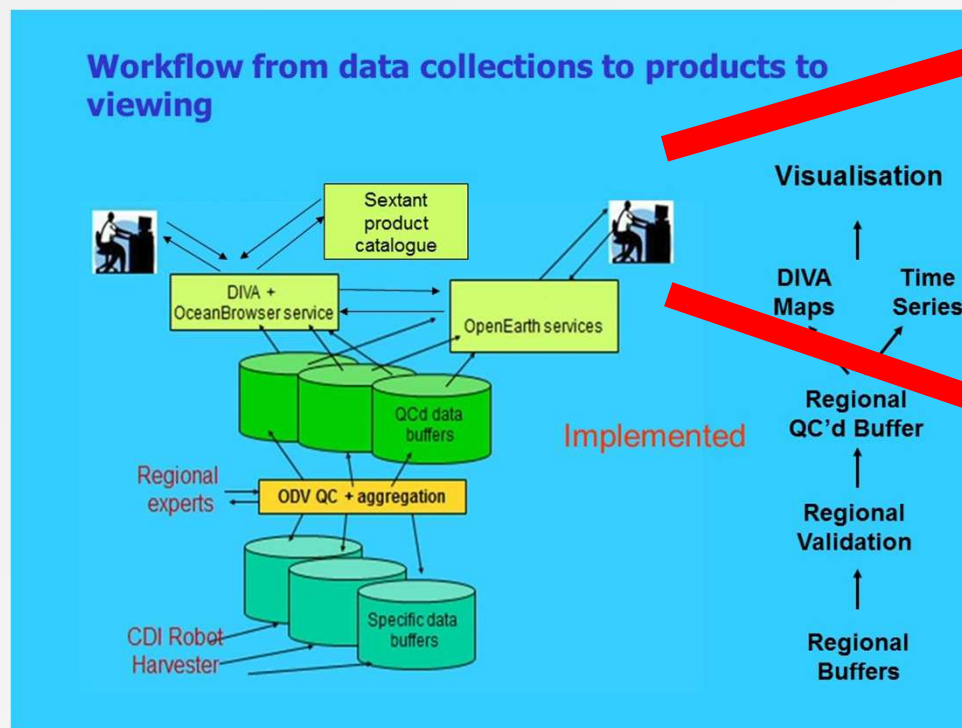 Workflow from data collections to products to
viewing
Sextant
product
catalogue
DIVA +
OceanBrowser service
OpenEarth services
QCd data
buffers
Implemented
Regional
experts
ODV QC + aggregation
CDI Robot
Harvester
Specific data
buffers
Visualisation
DIVA
Maps
Time
Series
Regional
QC'd Buffer
Regional
Validation
Regional
Buffers